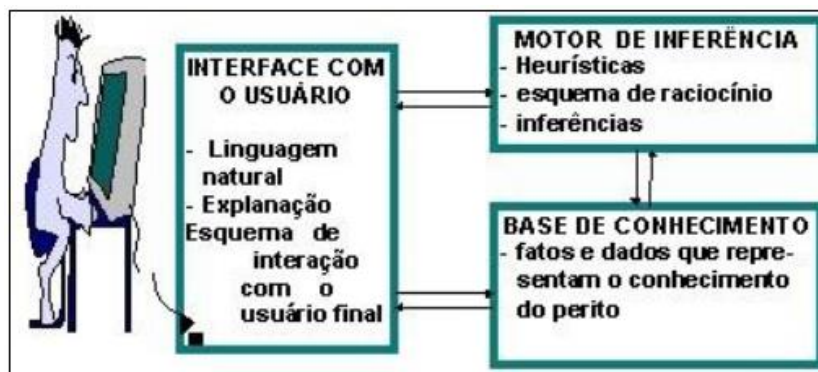 INTERFACE COM
O USUÁRIO
- Linguagem
natural
- Explanação
Esquema de
interação
com o
usuário final
MOTOR DE INFERÊNCIA
- Heurísticas
- esquema de raciocínio
- inferências
BASE DE CONHECIMENTO
- fatos e dados que repre-
sentam o conhecimento
do perito